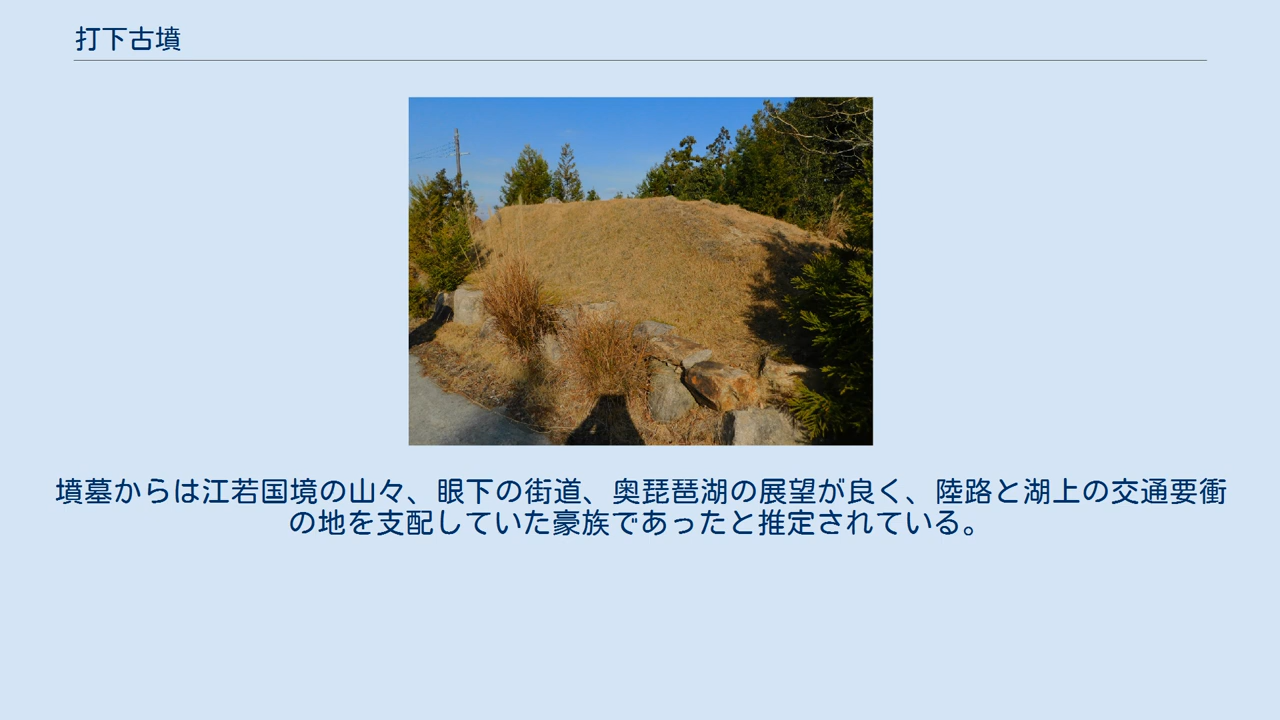 打下古墳
墳墓からは江若国境の山々、眼下の街道、奥琵琶湖の展望が良く、陸路と湖上の交通要衝
の地を支配していた豪族であったと推定されている。